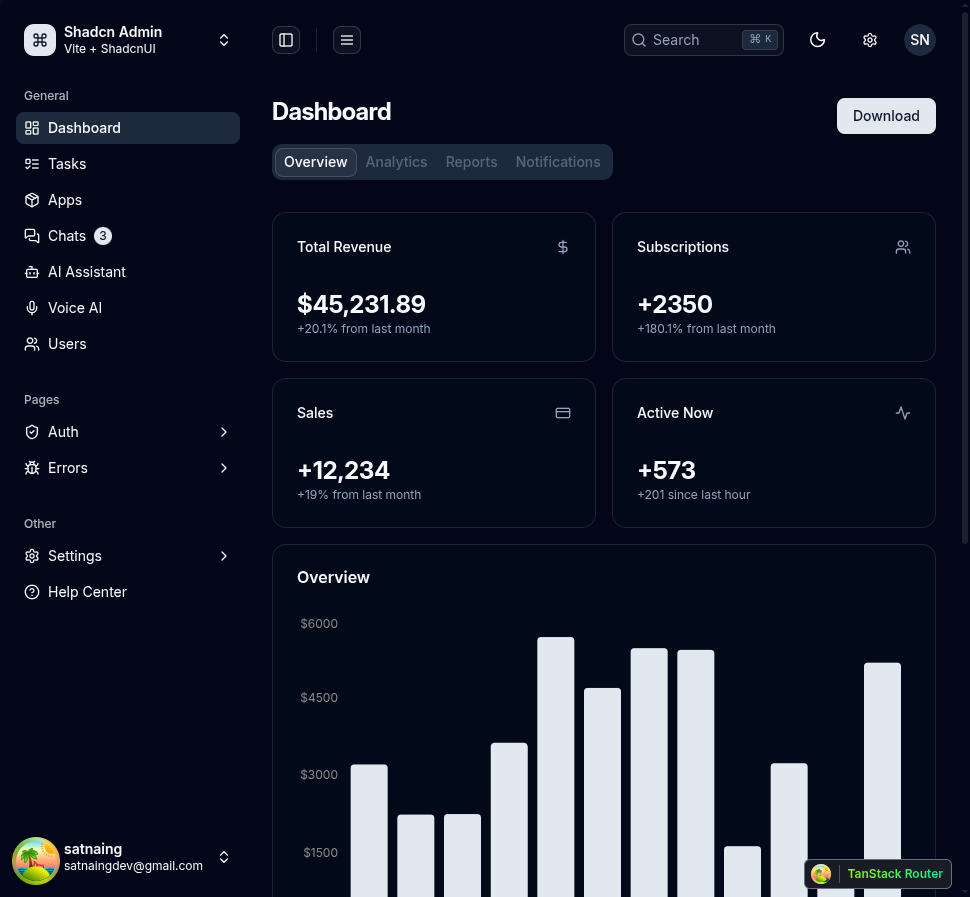 Shadcn Admin
Vite + ShadcnUI
Search
⌘ K
SN
General
Dashboard
Tasks
Apps
Chats 3
AI Assistant
Voice AI
Users
Pages
Auth
Errors
Other
Settings
Help Center
satnaing
satnaingdev@gmail.com
Dashboard
Download
Overview Analytics Reports Notifications
Total Revenue
$45,231.89
+20.1% from last month
Subscriptions
+2350
+180.1% from last month
Sales
+12,234
+19% from last month
Active Now
+573
+201 since last hour
Overview
$6000
$4500
$3000
$1500
TanStack Router